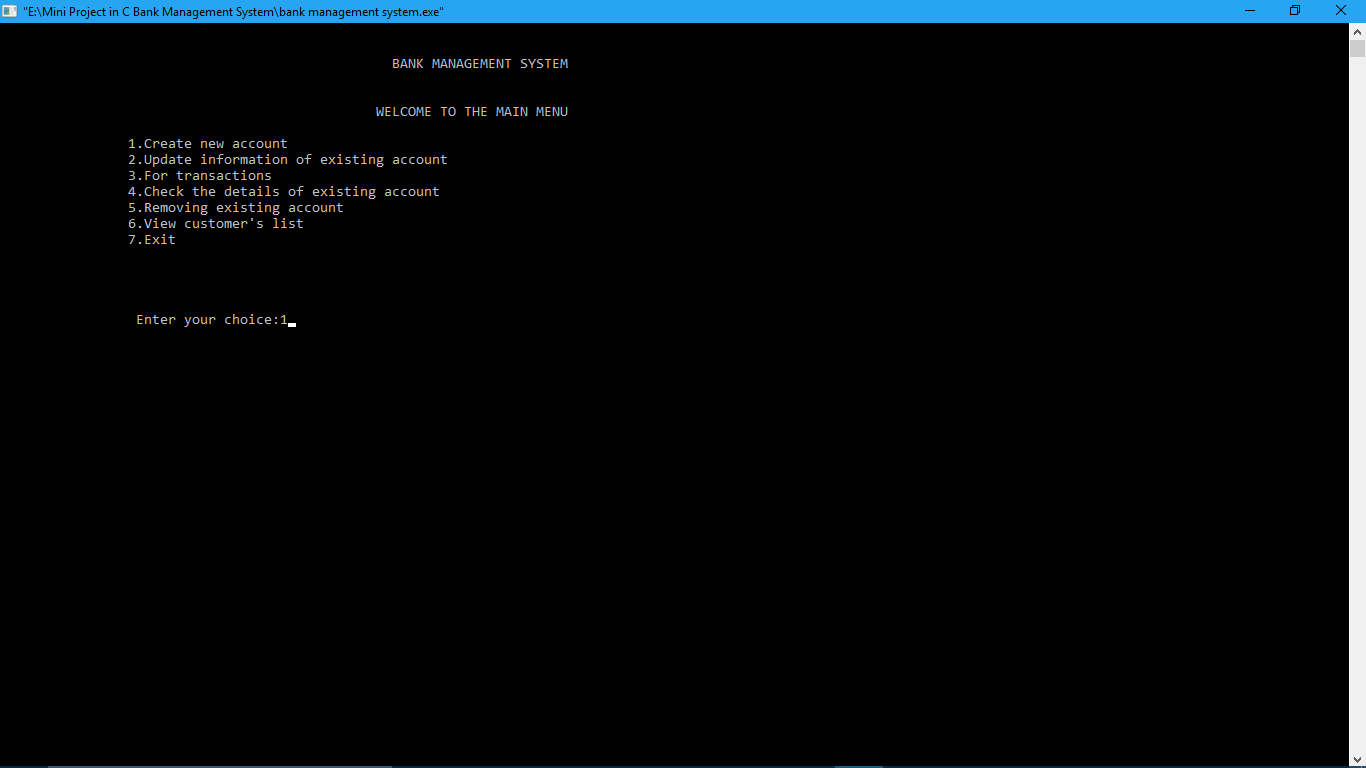 "E:\Mini Project in C Bank Management System\bank management system.exe"
BANK MANAGEMENT SYSTEM
WELCOME TO THE MAIN MENU
1.Create new account
2.Update information of existing account
3.For transactions
4.Check the details of existing account
5.Removing existing account
6.View customer's list
7.Exit
Enter your choice:1